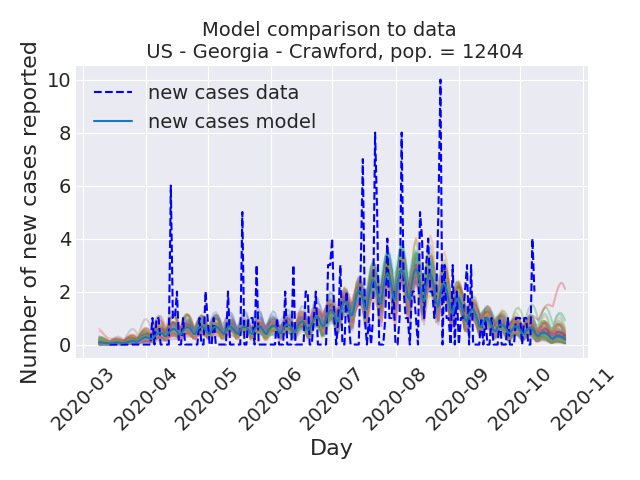 Model comparison to data
US - Georgia - Crawford, pop. = 12404
Number of new cases reported
10
8
6
4
2
0
new cases data
new cases model
2020-03
2020-04
2020-05
2020-06
2020-07
2020-08
2020-09
2020-10
2020-11
Day